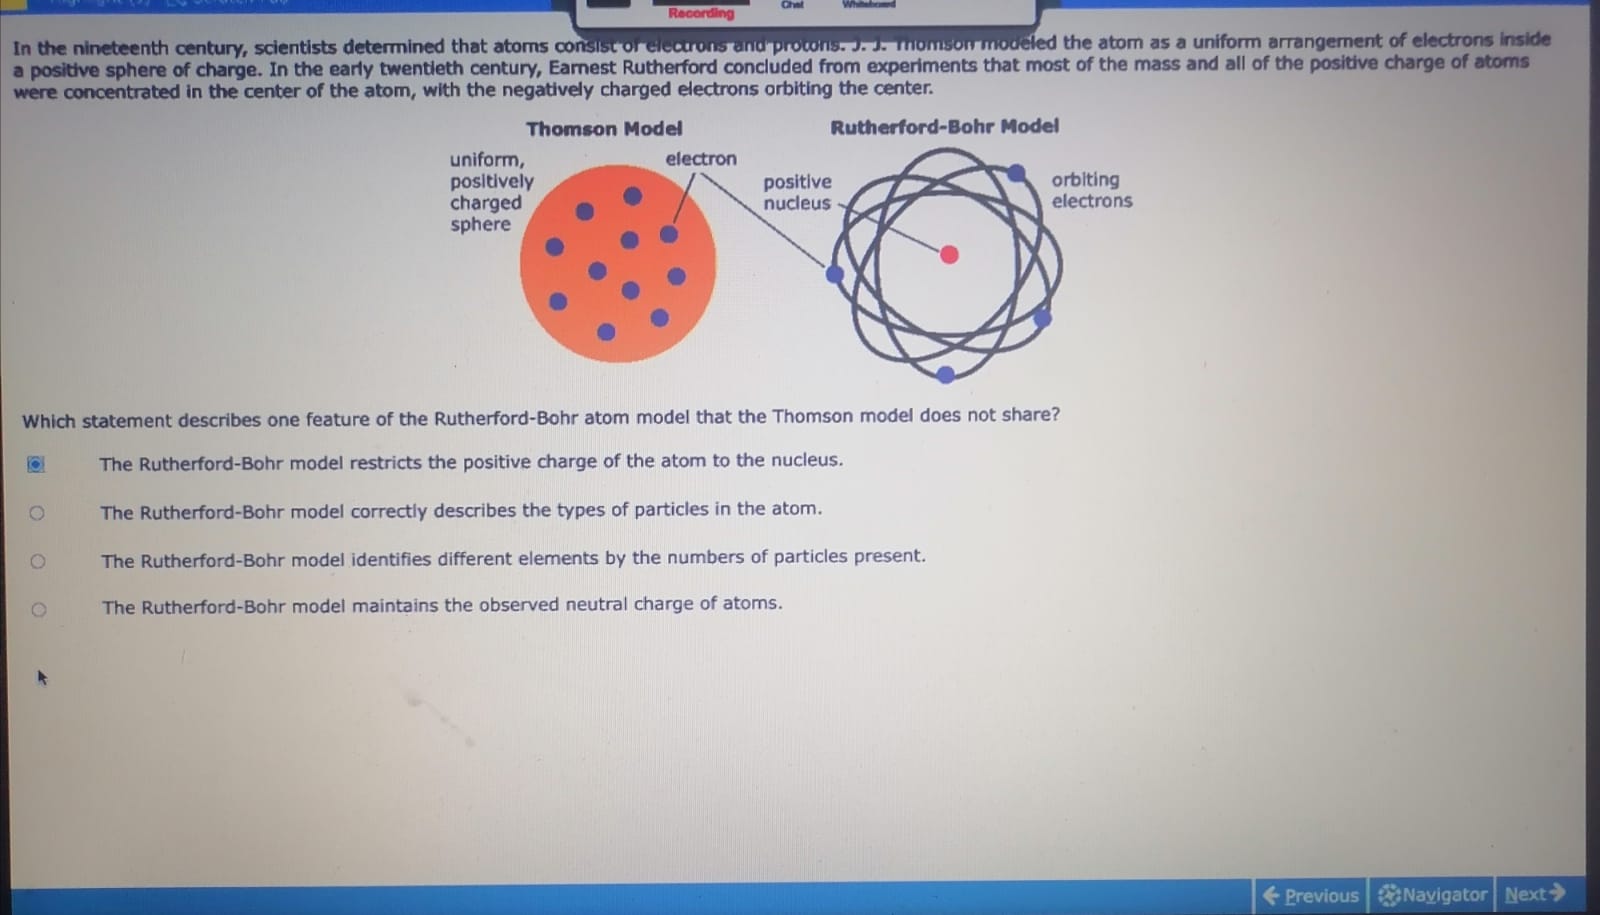 Recording
Chat
Whiteboard
In the nineteenth century, scientists determined that atoms consist of electrons and protons. J. J. Thomson modeled the atom as a uniform arrangement of electrons inside
a positive sphere of charge. In the early twentieth century, Earnest Rutherford concluded from experiments that most of the mass and all of the positive charge of atoms
were concentrated in the center of the atom, with the negatively charged electrons orbiting the center.
Thomson Model
Rutherford-Bohr Model
uniform,
positively
charged
sphere
electron
positive
nucleus
orbiting
electrons
Which statement describes one feature of the Rutherford-Bohr atom model that the Thomson model does not share?
The Rutherford-Bohr model restricts the positive charge of the atom to the nucleus.
The Rutherford-Bohr model correctly describes the types of particles in the atom.
The Rutherford-Bohr model identifies different elements by the numbers of particles present.
The Rutherford-Bohr model maintains the observed neutral charge of atoms.
Previous
Navigator
Next